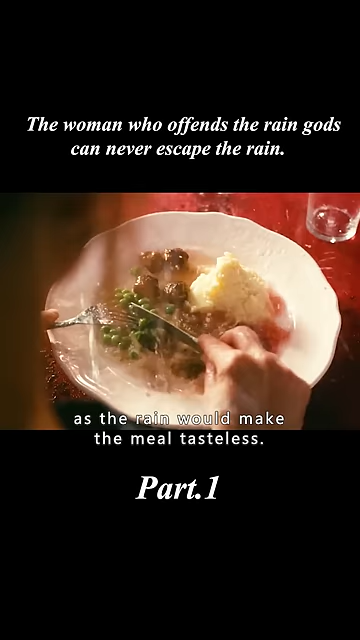 The woman who offends the rain gods
can never escape the rain.
as the rain would make
the meal tasteless.
Part.1